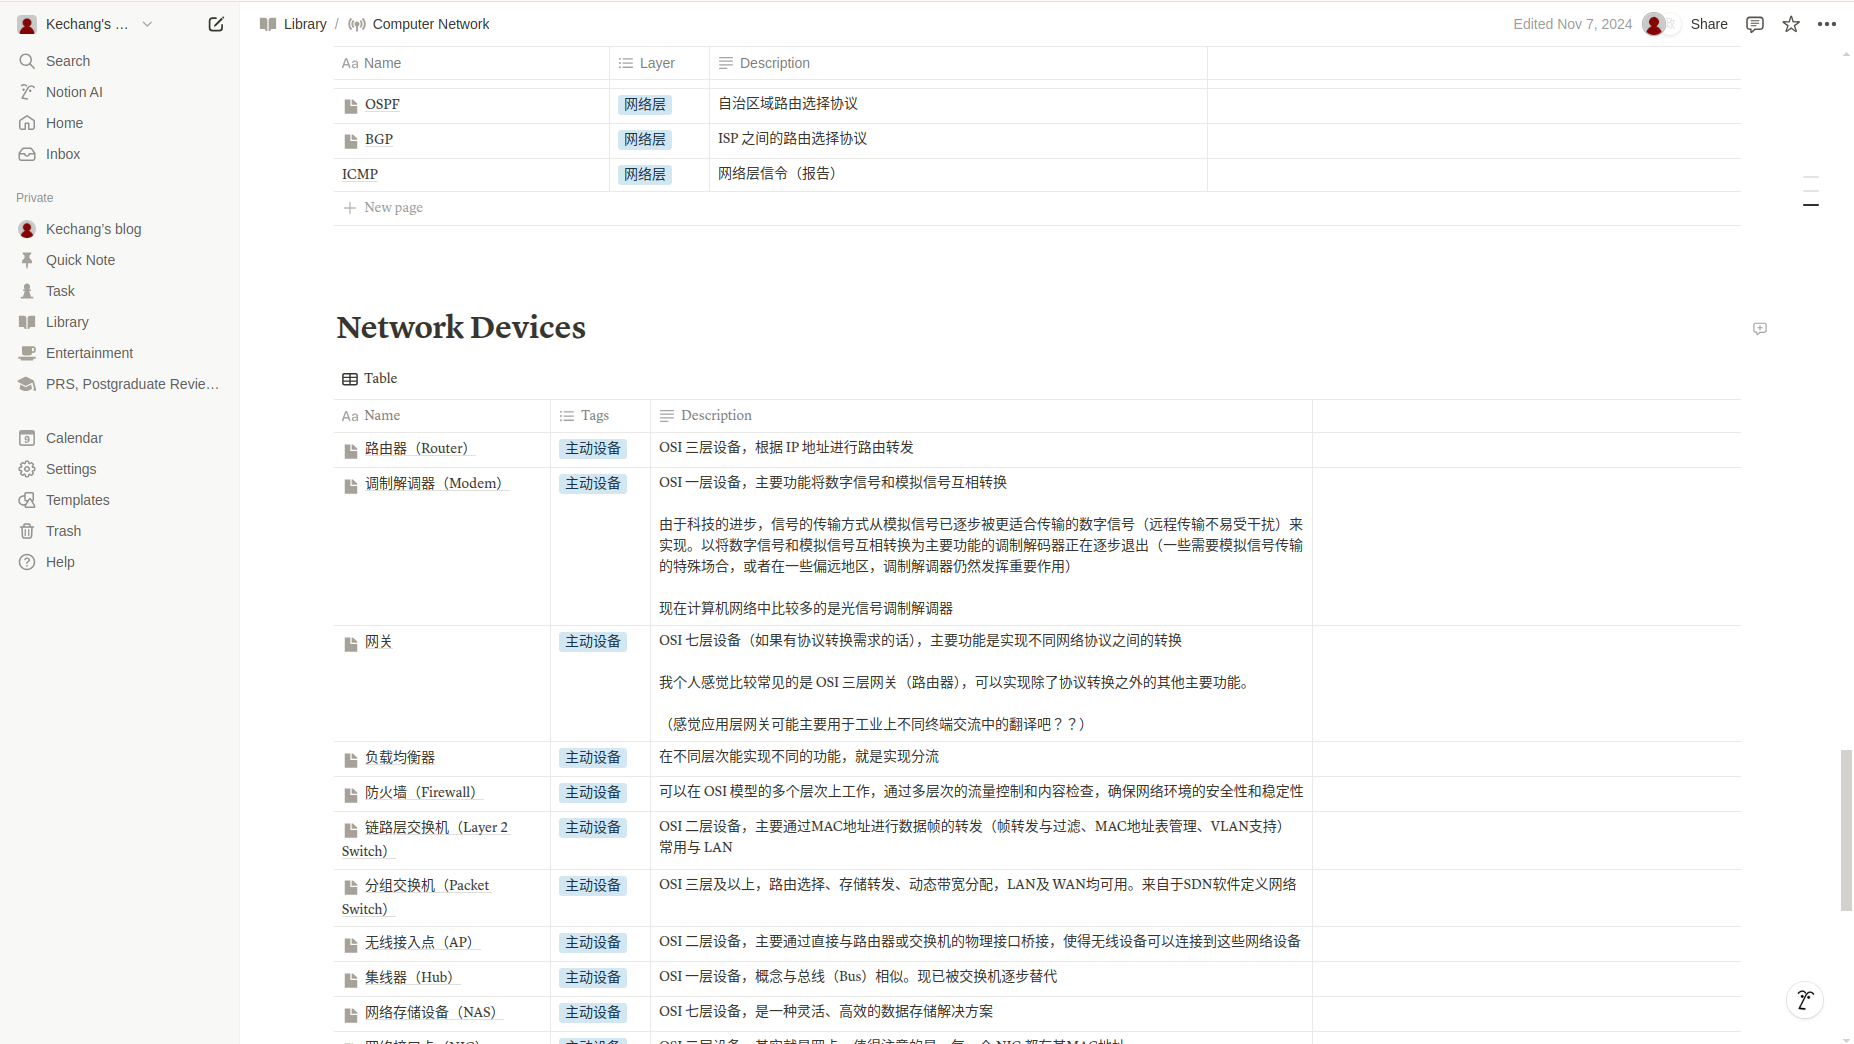 Kechang's ...
Search
Notion AI
Home
Inbox
Private
Kechang's blog
Quick Note
Task
Library
Entertainment
PRS, Postgraduate Revie...
Calendar
Settings
Templates
Trash
Help
Library / Computer Network
Edited Nov 7, 2024 Share
Aa Name Layer Description
OSPF 网络层 自治区域路由选择协议
BGP 网络层 ISP 之间的路由选择协议
ICMP 网络层 网络层信令（报告）
New page
Network Devices
Table
Aa Name Tags Description
路由器（Router） 主动设备 OSI 三层设备，根据 IP 地址进行路由转发
调制解调器（Modem） 主动设备 OSI 一层设备，主要功能将数字信号和模拟信号互相转换
由于科技的进步，信号的传输方式从模拟信号已逐步被更适合传输的数字信号（远程传输不易受干扰）来
实现。以将数字信号和模拟信号互相转换为主要功能的调制解码器正在逐步退出（一些需要模拟信号传输
的特殊场合，或者在一些偏远地区，调制解调器仍然发挥重要作用）
现在计算机网络中比较多的是光信号调制解调器
网关 主动设备 OSI 七层设备（如果有协议转换需求的话），主要功能是实现不同网络协议之间的转换
我个人感觉比较常见的是 OSI 三层网关（路由器），可以实现除了协议转换之外的其他主要功能。
（感觉应用层网关可能主要用于工业上不同终端交流中的翻译吧？？）
负载均衡器 主动设备 在不同层次能实现不同的功能，就是实现分流
防火墙（Firewall） 主动设备 可以在 OSI 模型的多个层次上工作，通过多层次的流量控制和内容检查，确保网络环境的安全性和稳定性
链路层交换机（Layer 2 主动设备 OSI 二层设备，主要通过MAC地址进行数据帧的转发（帧转发与过滤、MAC地址表管理、VLAN支持）
Switch） 常用与 LAN
分组交换机（Packet 主动设备 OSI 三层及以上，路由选择、存储转发、动态带宽分配，LAN及 WAN均可用。来自于SDN软件定义网络
Switch）
无线接入点（AP） 主动设备 OSI 二层设备，主要通过直接与路由器或交换机的物理接口桥接，使得无线设备可以连接到这些网络设备
集线器（Hub） 主动设备 OSI 一层设备，概念与总线（Bus）相似。现已被交换机逐步替代
网络存储设备（NAS） 主动设备 OSI 七层设备，是一种灵活、高效的数据存储解决方案